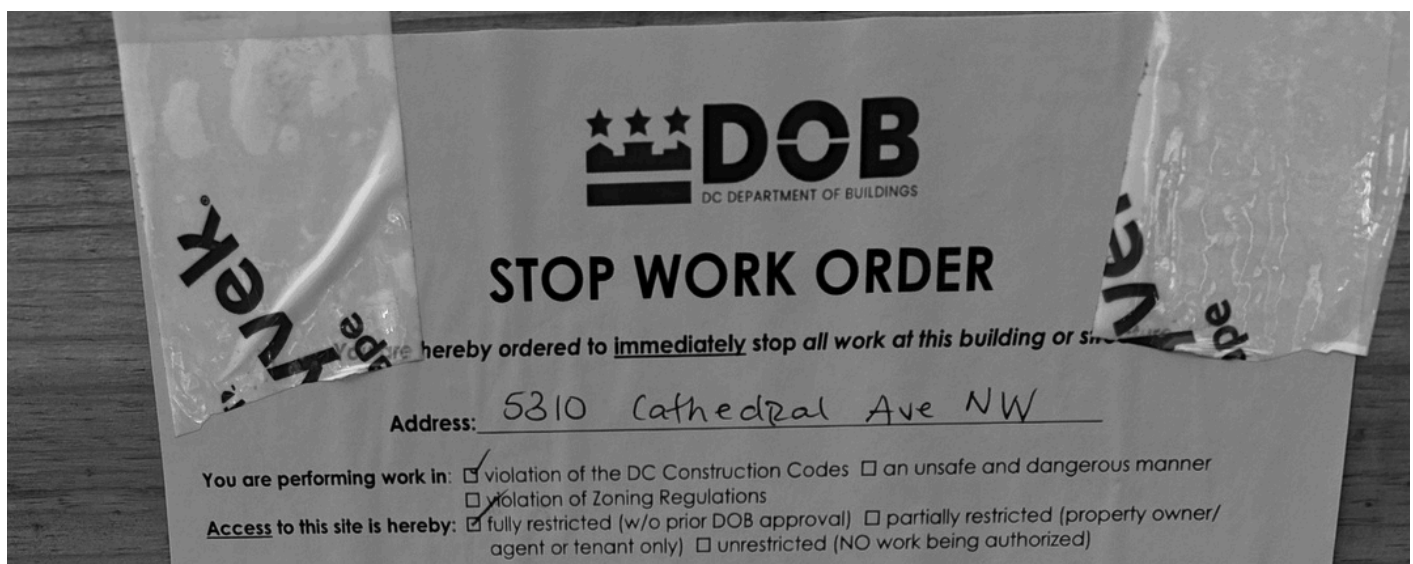 DOB
DC DEPARTMENT OF BUILDINGS
STOP WORK ORDER
You are hereby ordered to immediately stop all work at this building or
Address: 5310 Cathedral Ave NW
You are performing work in: ☑ violation of the DC Construction Codes ☐ an unsafe and dangerous manner
☐ violation of Zoning Regulations
Access to this site is hereby: ☑ fully restricted (w/o prior DOB approval) ☐ partially restricted (property owner/
agent or tenant only) ☐ unrestricted (NO work being authorized)